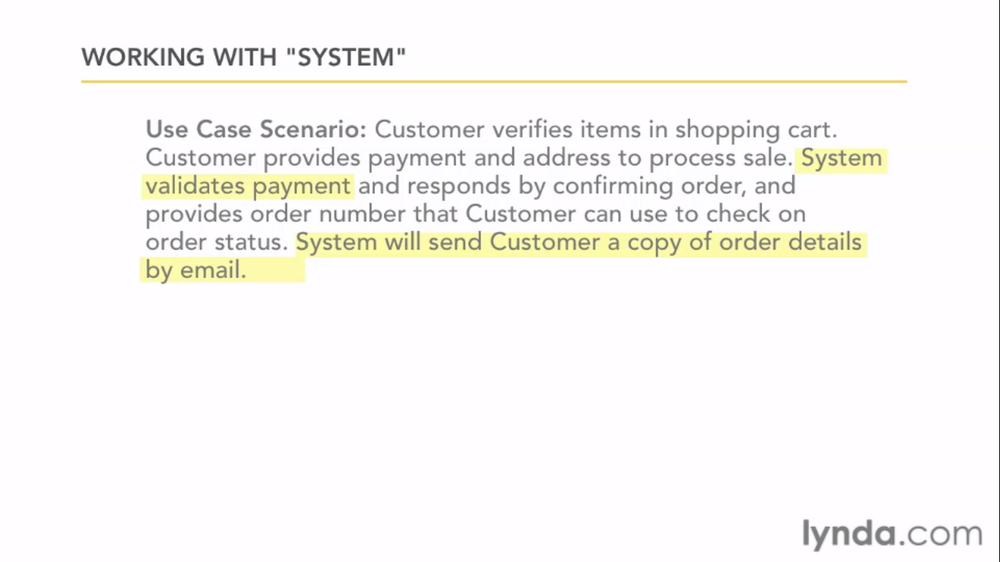 WORKING WITH "SYSTEM"
Use Case Scenario: Customer verifies items in shopping cart.
Customer provides payment and address to process sale. System
validates payment and responds by confirming order, and
provides order number that Customer can use to check on
order status. System will send Customer a copy of order details
by email.
lynda.com